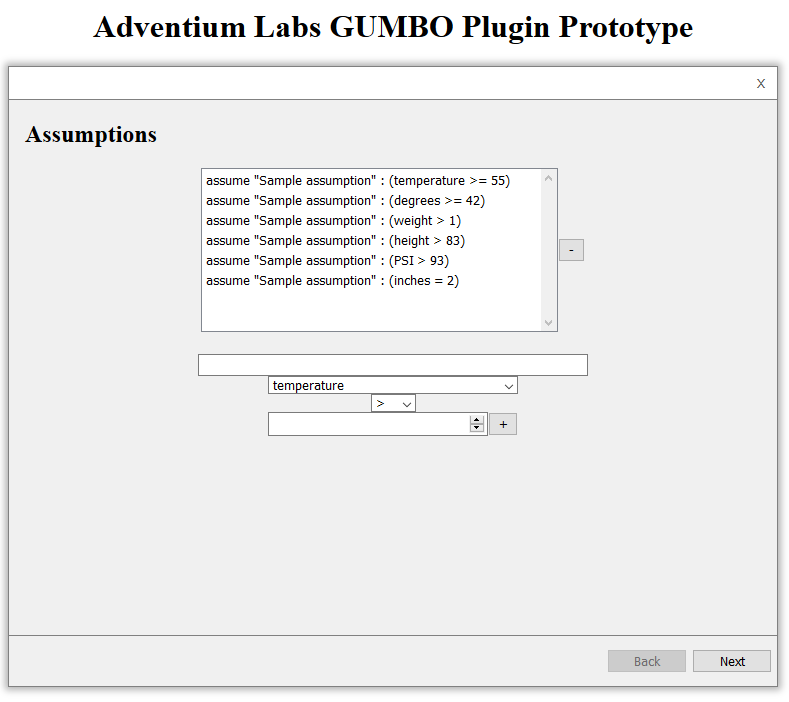 Adventium Labs GUMBO Plugin Prototype
X
Assumptions
assume "Sample assumption" : (temperature >= 55)
assume "Sample assumption" : (degrees >= 42)
assume "Sample assumption" : (weight > 1)
assume "Sample assumption" : (height > 83)
assume "Sample assumption" : (PSI > 93)
assume "Sample assumption" : (inches = 2)
-
temperature
>
+
Back Next